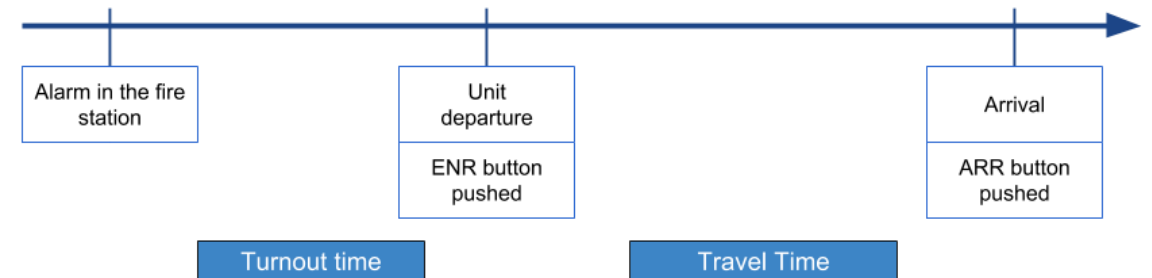 Alarm in the fire
station
Unit
departure
Arrival
ENR button
pushed
ARR button
pushed
Turnout time
Travel Time